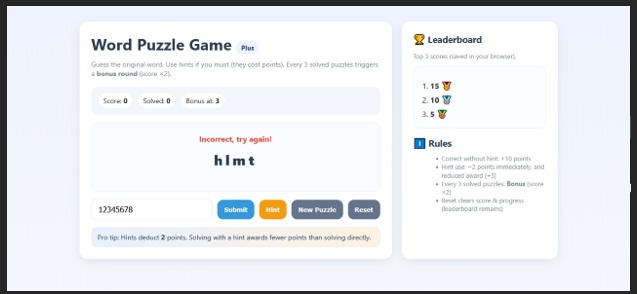 Word Puzzle Game Plus
Guess the original word. Use hints if you must (they cost points). Every 3 solved puzzles triggers
a bonus round (score ×2).
Score: 0 Solved: 0 Bonus at: 3
Incorrect, try again!
h l m t
12345678 Submit Hint New Puzzle Reset
Pro tip: Hints deduct 2 points. Solving with a hint awards fewer points than solving directly.
Leaderboard
Top 3 scores (saved in your browser).
1. 15
2. 10
3. 5
Rules
• Correct without hint: +10 points
• Hint use: −2 points immediately, and
reduced award (+5)
• Every 3 solved puzzles: Bonus (score
×2)
• Reset clears score & progress
(leaderboard remains)